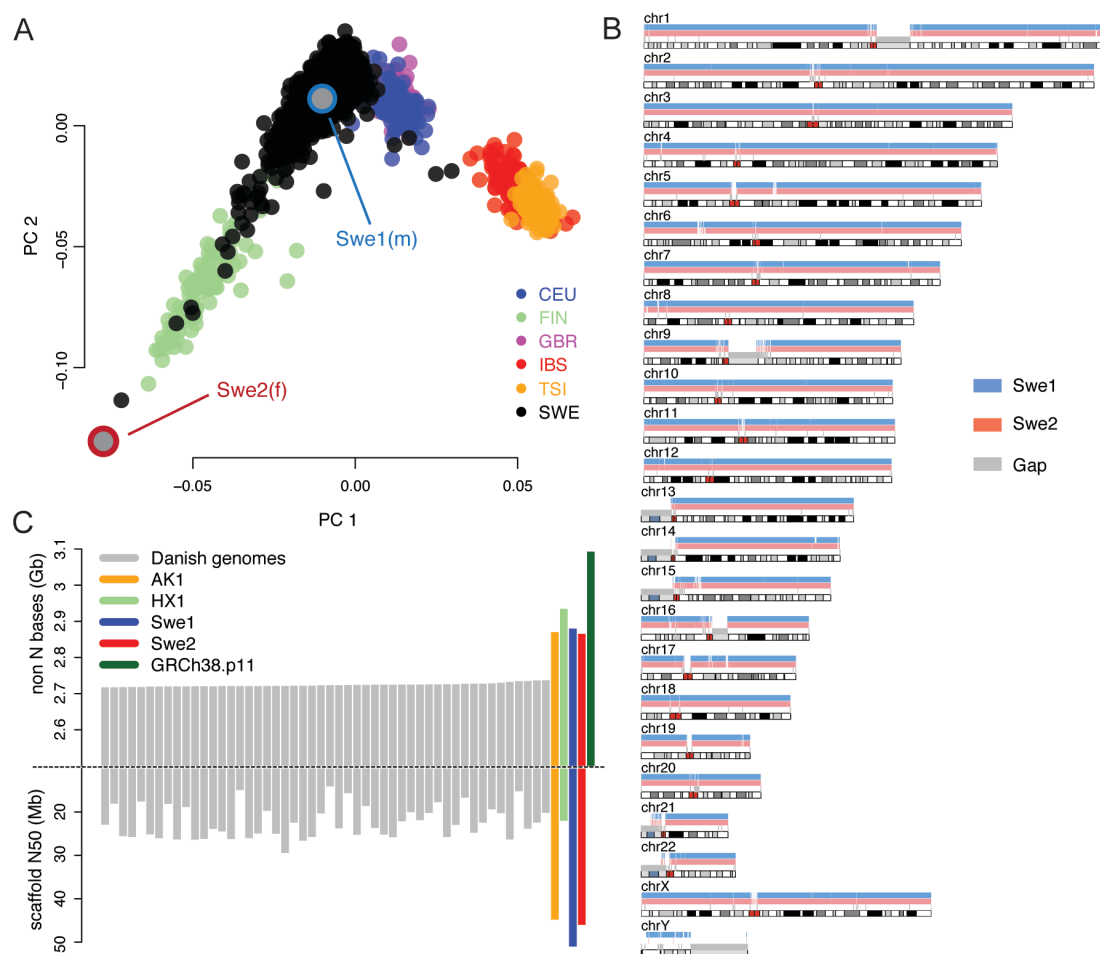 A
PC 2
0.00
−0.05
−0.10
Swe1(m)
Swe2(f)
CEU
FIN
GBR
IBS
TSI
SWE
−0.05
0.00
0.05
PC 1
B
chr1
chr2
chr3
chr4
chr5
chr6
chr7
chr8
chr9
chr10
chr11
chr12
chr13
chr14
chr15
chr16
chr17
chr18
chr19
chr20
chr21
chr22
chrX
chrY
Swe1
Swe2
Gap
C
non N bases (Gb)
3.1
3
2.9
2.8
2.7
2.6
scaffold N50 (Mb)
20
30
40
50
Danish genomes
AK1
HX1
Swe1
Swe2
GRCh38.p11